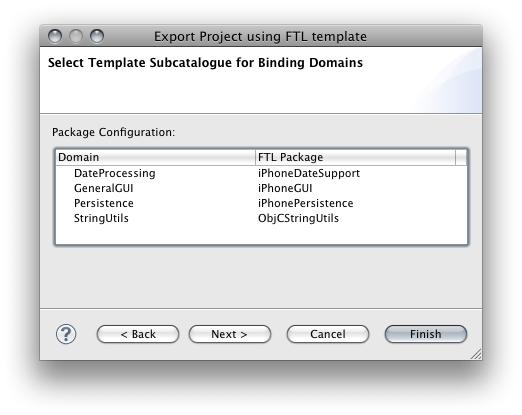 Export Project using FTL template
Select Template Subcatalogue for Binding Domains
Package Configuration:
Domain FTL Package
DateProcessing iPhoneDateSupport
GeneralGUI iPhoneGUI
Persistence iPhonePersistence
StringUtils ObjCStringUtils
? < Back Next > Cancel Finish